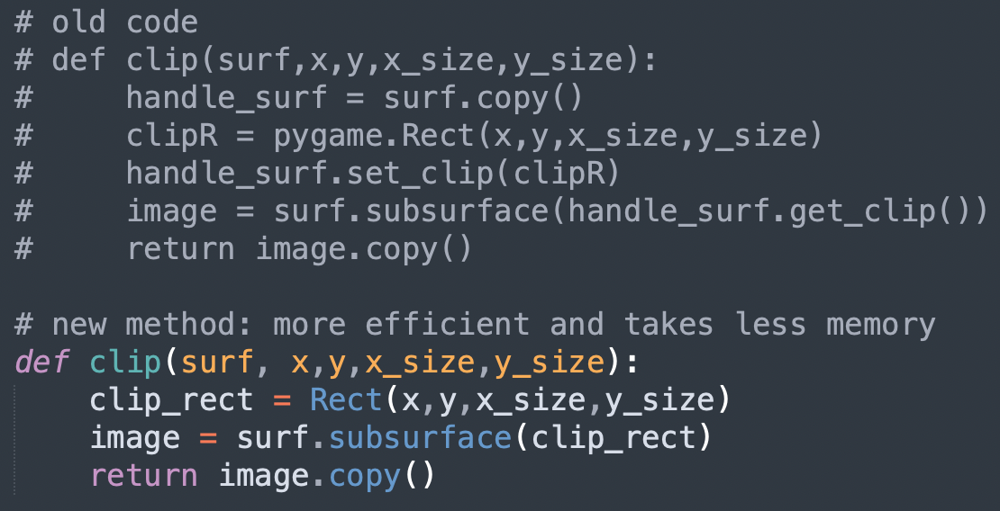 # old code
# def clip(surf,x,y,x_size,y_size):
#     handle_surf = surf.copy()
#     clipR = pygame.Rect(x,y,x_size,y_size)
#     handle_surf.set_clip(clipR)
#     image = surf.subsurface(handle_surf.get_clip())
#     return image.copy()

# new method: more efficient and takes less memory
def clip(surf, x,y,x_size,y_size):
    clip_rect = Rect(x,y,x_size,y_size)
    image = surf.subsurface(clip_rect)
    return image.copy()